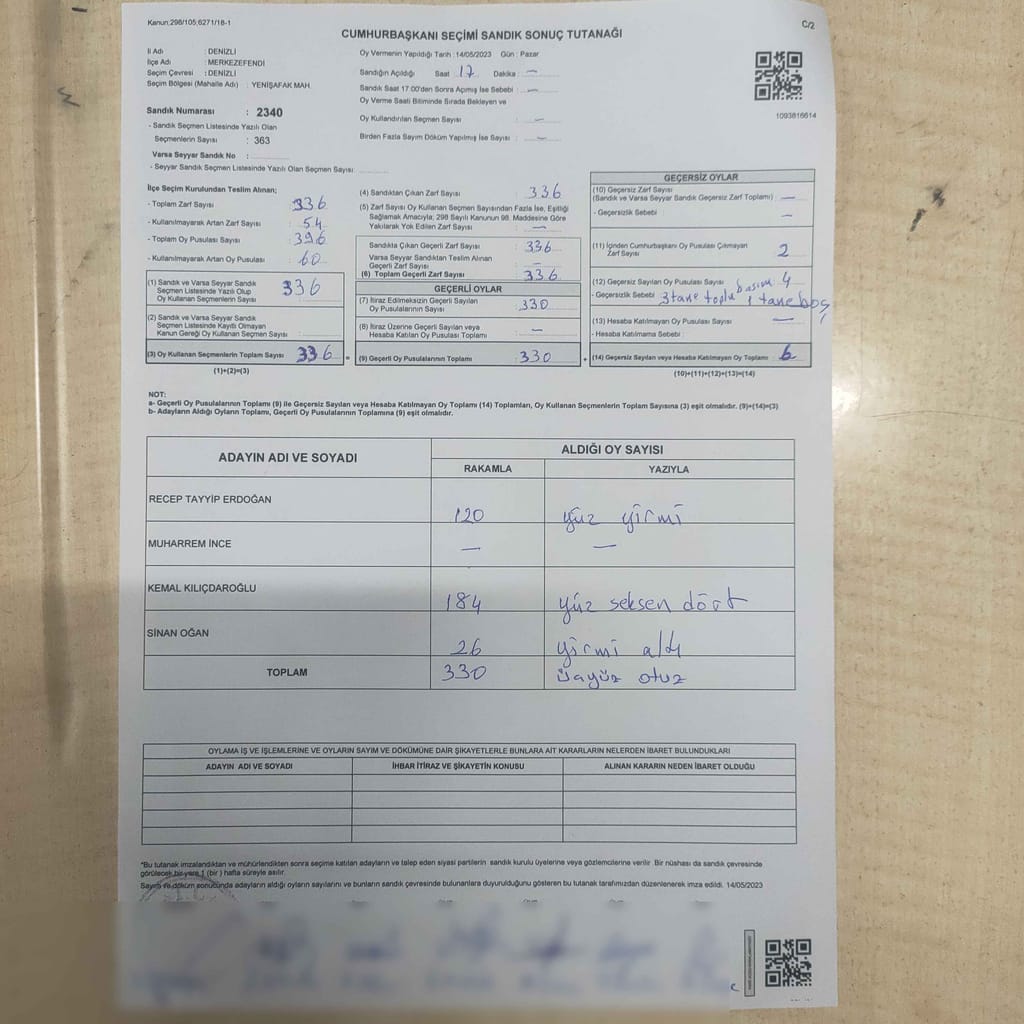 Kanun;298/105;6271/18-1
C/2
CUMHURBAŞKANI SEÇİMİ SANDIK SONUÇ TUTANAĞI
İl Adı : DENİZLİ
İlçe Adı : MERKEZEFENDİ
Seçim Çevresi : DENİZLİ
Seçim Bölgesi (Mahalle Adı) : YENİŞAFAK MAH.
Sandık Numarası : 2340
- Sandık Seçmen Listesinde Yazılı Olan
Seçmenlerin Sayısı : 363
Varsa Seyyar Sandık No :
- Seyyar Sandık Seçmen Listesinde Yazılı Olan Seçmen Sayısı :
Oy Vermenin Yapıldığı Tarih : 14/05/2023 Gün : Pazar
Sandığın Açıldığı Saat 17 Dakika : —
Sandık Saat 17.00'den Sonra Açılmış İse Sebebi : —
Oy Verme Saati Bitiminde Sırada Bekleyen ve
Oy Kullandırılan Seçmen Sayısı : —
Birden Fazla Sayım Döküm Yapılmış İse Sayısı : —
1093816614
İlçe Seçim Kurulundan Teslim Alınan;
- Toplam Zarf Sayısı : 336
- Kullanılmayarak Artan Zarf Sayısı : 54
- Toplam Oy Pusulası Sayısı : 396
- Kullanılmayarak Artan Oy Pusulası : 60
(1) Sandık ve Varsa Seyyar Sandık
Seçmen Listesinde Yazılı Olup
Oy Kullanan Seçmenlerin Sayısı : 336
(2) Sandık ve Varsa Seyyar Sandık
Seçmen Listesinde Kayıtlı Olmayan
Kanun Gereği Oy Kullanan Seçmen Sayısı :
(3) Oy Kullanan Seçmenlerin Toplam Sayısı : 336 =
(1)+(2)=(3)
(4) Sandıktan Çıkan Zarf Sayısı : 336
(5) Zarf Sayısı Oy Kullanan Seçmen Sayısından Fazla İse, Eşitliği
Sağlamak Amacıyla; 298 Sayılı Kanunun 98. Maddesine Göre
Yakılarak Yok Edilen Zarf Sayısı : —
Sandıkta Çıkan Geçerli Zarf Sayısı : 336
Varsa Seyyar Sandıktan Teslim Alınan
Geçerli Zarf Sayısı : —
(6) Toplam Geçerli Zarf Sayısı : 336
GEÇERLİ OYLAR
(7) İtiraz Edilmeksizin Geçerli Sayılan
Oy Pusulalarının Sayısı : 330
(8) İtiraz Üzerine Geçerli Sayılan veya
Hesaba Katılan Oy Pusulası Toplamı : —
(9) Geçerli Oy Pusulalarının Toplamı : 330 +
GEÇERSİZ OYLAR
(10) Geçersiz Zarf Sayısı
(Sandık ve Varsa Seyyar Sandık Geçersiz Zarf Toplamı) : —
- Geçersizlik Sebebi : —
(11) İçinden Cumhurbaşkanı Oy Pusulası Çıkmayan
Zarf Sayısı : 2
(12) Geçersiz Sayılan Oy Pusulası Sayısı : 4
- Geçersizlik Sebebi : 3 tane toplu basım 1 tane boş
(13) Hesaba Katılmayan Oy Pusulası Sayısı : —
- Hesaba Katılmama Sebebi :
(14) Geçersiz Sayılan veya Hesaba Katılmayan Oy Toplamı : 6
(10)+(11)+(12)+(13)=(14)
NOT:
a- Geçerli Oy Pusulalarının Toplamı (9) ile Geçersiz Sayılan veya Hesaba Katılmayan Oy Toplamı (14) Toplamları, Oy Kullanan Seçmenlerin Toplam Sayısına (3) eşit olmalıdır. (9)+(14)=(3)
b- Adayların Aldığı Oyların Toplamı, Geçerli Oy Pusulalarının Toplamına (9) eşit olmalıdır.
ADAYIN ADI VE SOYADI
ALDIĞI OY SAYISI
RAKAMLA YAZIYLA
RECEP TAYYİP ERDOĞAN 120 yüz yirmi
MUHARREM İNCE — —
KEMAL KILIÇDAROĞLU 184 yüz seksen dört
SİNAN OĞAN 26 yirmi altı
TOPLAM 330 üçyüz otuz
OYLAMA İŞ VE İŞLEMLERİNE VE OYLARIN SAYIM VE DÖKÜMÜNE DAİR ŞİKAYETLERLE BUNLARA AİT KARARLARIN NELERDEN İBARET BULUNDUKLARI
ADAYIN ADI VE SOYADI İHBAR İTİRAZ VE ŞİKAYETİN KONUSU ALINAN KARARIN NEDEN İBARET OLDUĞU
*Bu tutanak imzalandıktan ve mühürlendikten sonra seçime katılan adayların ve talep eden siyasi partilerin sandık kurulu üyelerine veya gözlemcilerine verilir. Bir nüshası da sandık çevresinde
görülecek bir yere 1 (bir) hafta süreyle asılır.
Sayım ve döküm sonucunda adayların aldığı oyların sayılarını ve bunların sandık çevresinde bulunanlara duyurulduğunu gösteren bu tutanak tarafımızdan düzenlenerek imza edildi. 14/05/2023